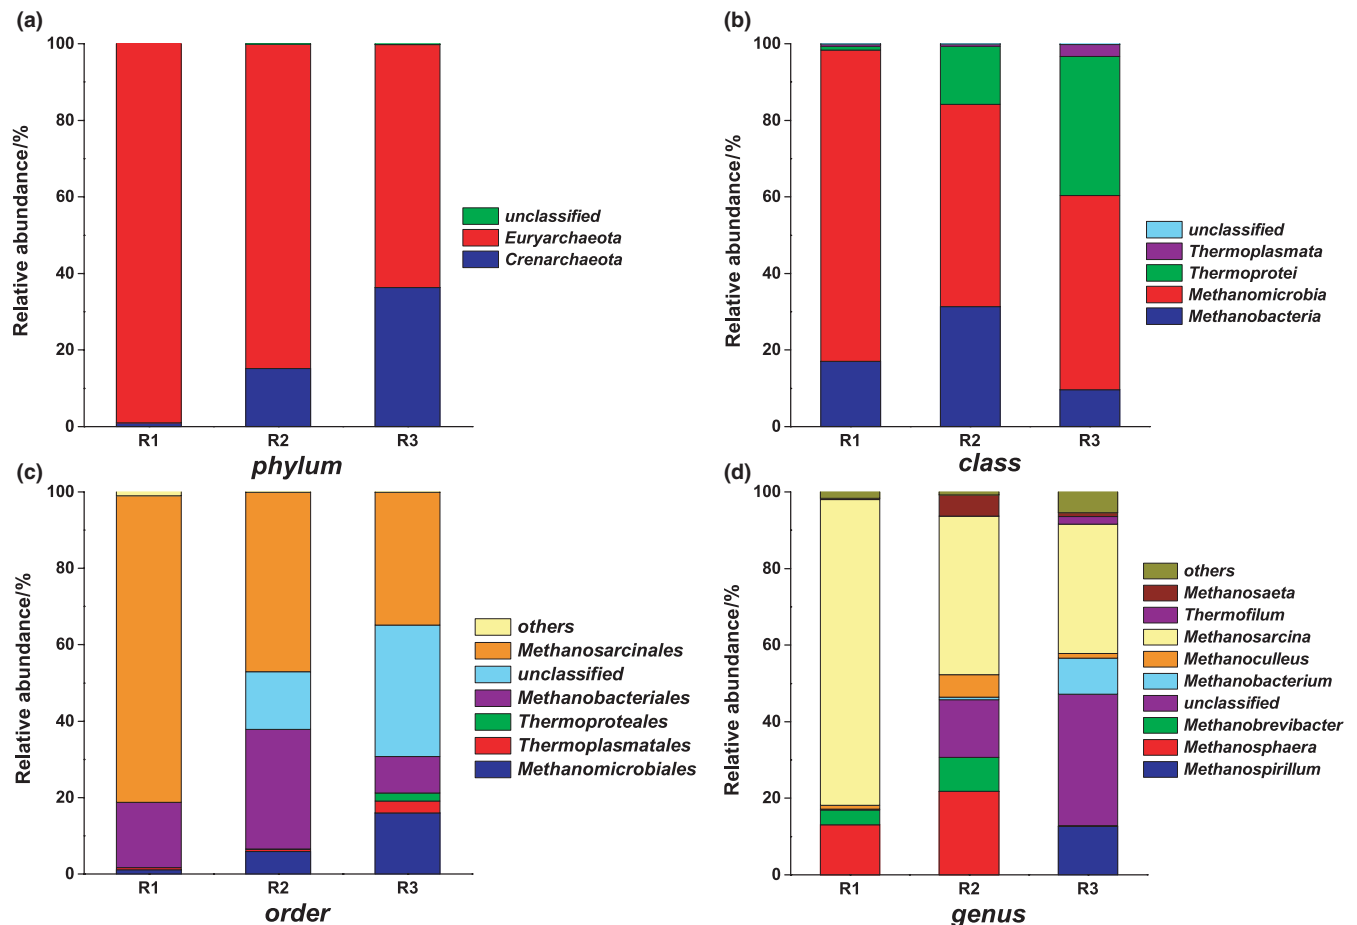 (a)
Relative abundance/%
100
80
60
40
20
0
R1
R2
R3
phylum
unclassified
Euryarchaeota
Crenarchaeota
(b)
Relative abundance/%
100
80
60
40
20
0
R1
R2
R3
class
unclassified
Thermoplasmata
Thermoprotei
Methanomicrobia
Methanobacteria
(c)
Relative abundance/%
100
80
60
40
20
0
R1
R2
R3
order
others
Methanosarcinales
unclassified
Methanobacteriales
Thermoproteales
Thermoplasmatales
Methanomicrobiales
(d)
Relative abundance/%
100
80
60
40
20
0
R1
R2
R3
genus
others
Methanosaeta
Thermofilum
Methanosarcina
Methanoculleus
Methanobacterium
unclassified
Methanobrevibacter
Methanosphaera
Methanospirillum